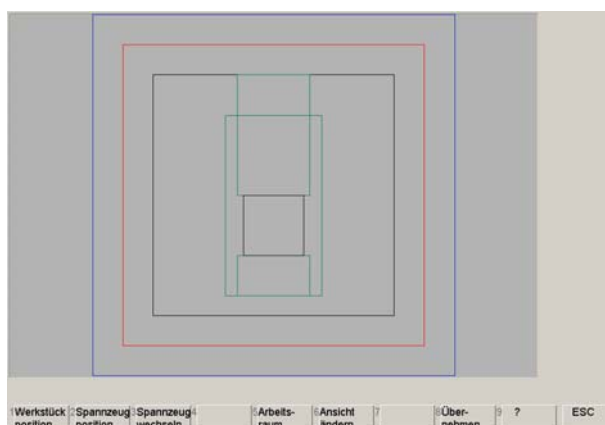 1 Werkstück 2 Spannzeug 3 Spannzeug 4 5 Arbeits- 6 Ansicht 7 8 Über- 9 ? ESC
position position wechseln raum ändern nehmen